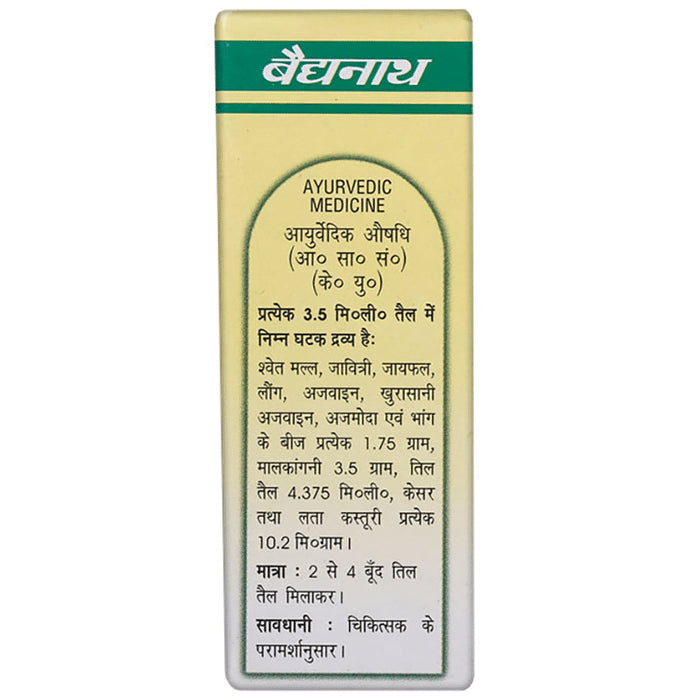 बैद्यनाथ
AYURVEDIC
MEDICINE
आयुर्वेदिक औषधि
(आ० सा० सं०)
(के० यु०)
प्रत्येक 3.5 मि०ली० तैल में
निम्न घटक द्रव्य है:
श्वेत मल्ल, जावित्री, जायफल,
लौंग, अजवाइन, खुरासानी
अजवाइन, अजमोदा एवं भांग
के बीज प्रत्येक 1.75 ग्राम,
मालकांगनी 3.5 ग्राम, तिल
तैल 4.375 मि०ली०, केसर
तथा लता कस्तूरी प्रत्येक
10.2 मि०ग्राम।
मात्रा : 2 से 4 बूँद तिल
तैल मिलाकर।
सावधानी : चिकित्सक के
परामर्शानुसार।